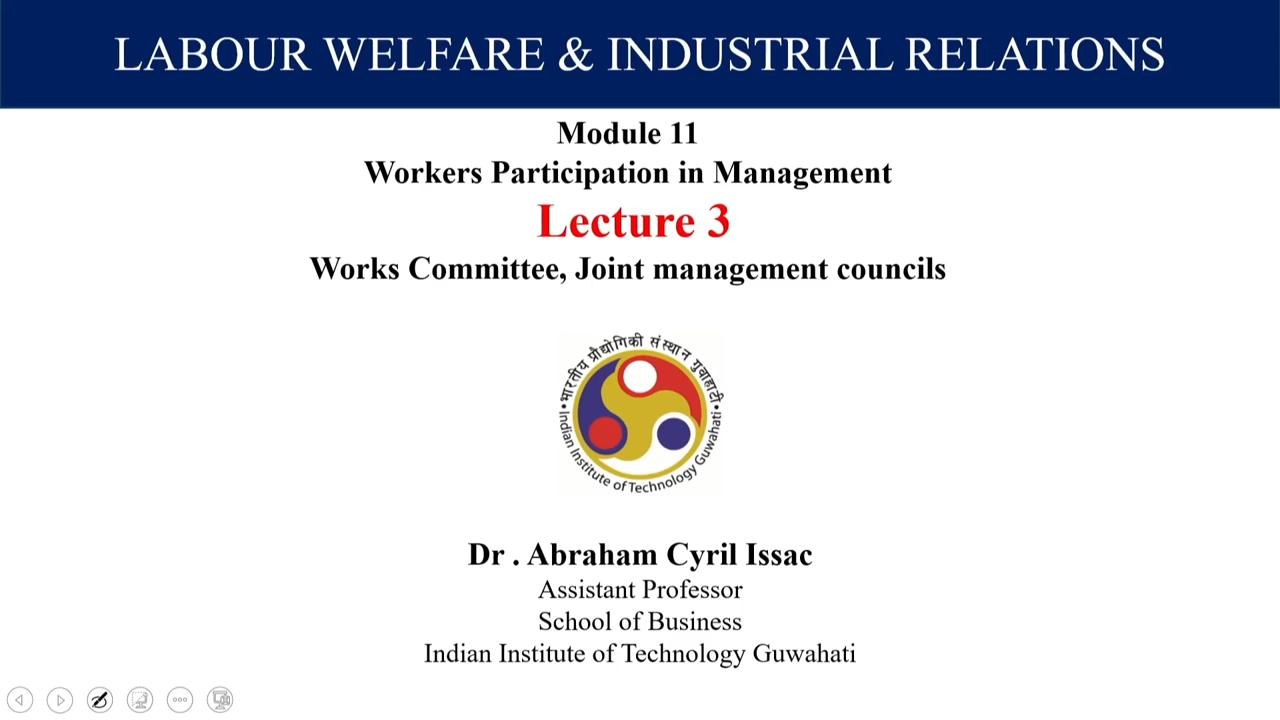 LABOUR WELFARE & INDUSTRIAL RELATIONS
Module 11
Workers Participation in Management
Lecture 3
Works Committee, Joint management councils
भारतीय प्रौद्योगिकी संस्थान गुवाहाटी
Indian Institute of Technology Guwahati
Dr . Abraham Cyril Issac
Assistant Professor
School of Business
Indian Institute of Technology Guwahati